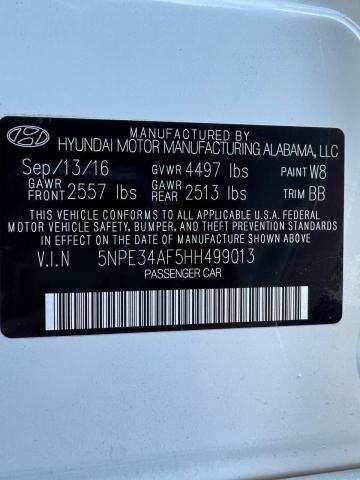 MANUFACTURED BY
HYUNDAI MOTOR MANUFACTURING ALABAMA, LLC
Sep/13/16 GVWR 4497 lbs PAINT W8
GAWR FRONT 2557 lbs GAWR REAR 2513 lbs TRIM BB
THIS VEHICLE CONFORMS TO ALL APPLICABLE U.S.A. FEDERAL
MOTOR VEHICLE SAFETY, BUMPER, AND THEFT PREVENTION
STANDARDS IN EFFECT ON THE DATE OF MANUFACTURE SHOWN ABOVE.
V.I.N 5NPE34AF5HH499013
PASSENGER CAR